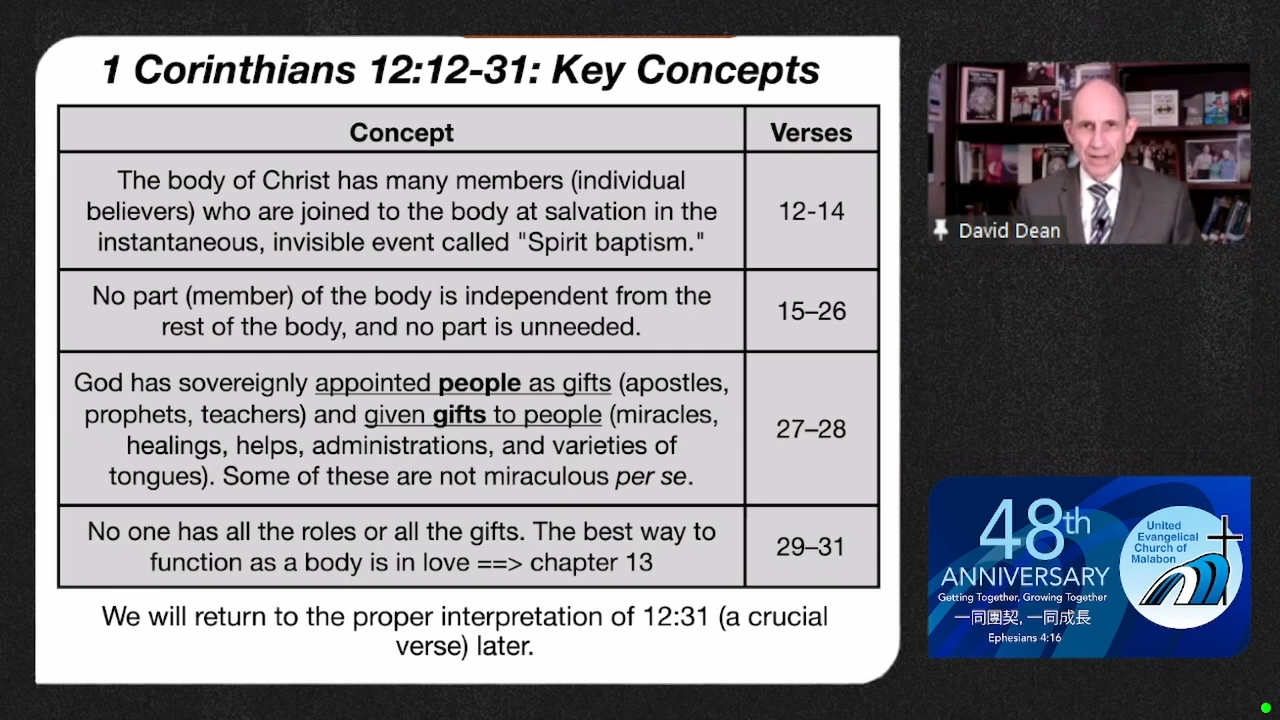 1 Corinthians 12:12-31: Key Concepts
Concept
Verses
The body of Christ has many members (individual
believers) who are joined to the body at salvation in the
instantaneous, invisible event called "Spirit baptism."
12-14
No part (member) of the body is independent from the
rest of the body, and no part is unneeded.
15–26
God has sovereignly appointed people as gifts (apostles,
prophets, teachers) and given gifts to people (miracles,
healings, helps, administrations, and varieties of
tongues). Some of these are not miraculous per se.
27–28
No one has all the roles or all the gifts. The best way to
function as a body is in love ==> chapter 13
29–31
We will return to the proper interpretation of 12:31 (a crucial
verse) later.
David Dean
48th
ANNIVERSARY
Getting Together, Growing Together
一同團契, 一同成長
Ephesians 4:16
United
Evangelical
Church of
Malabon